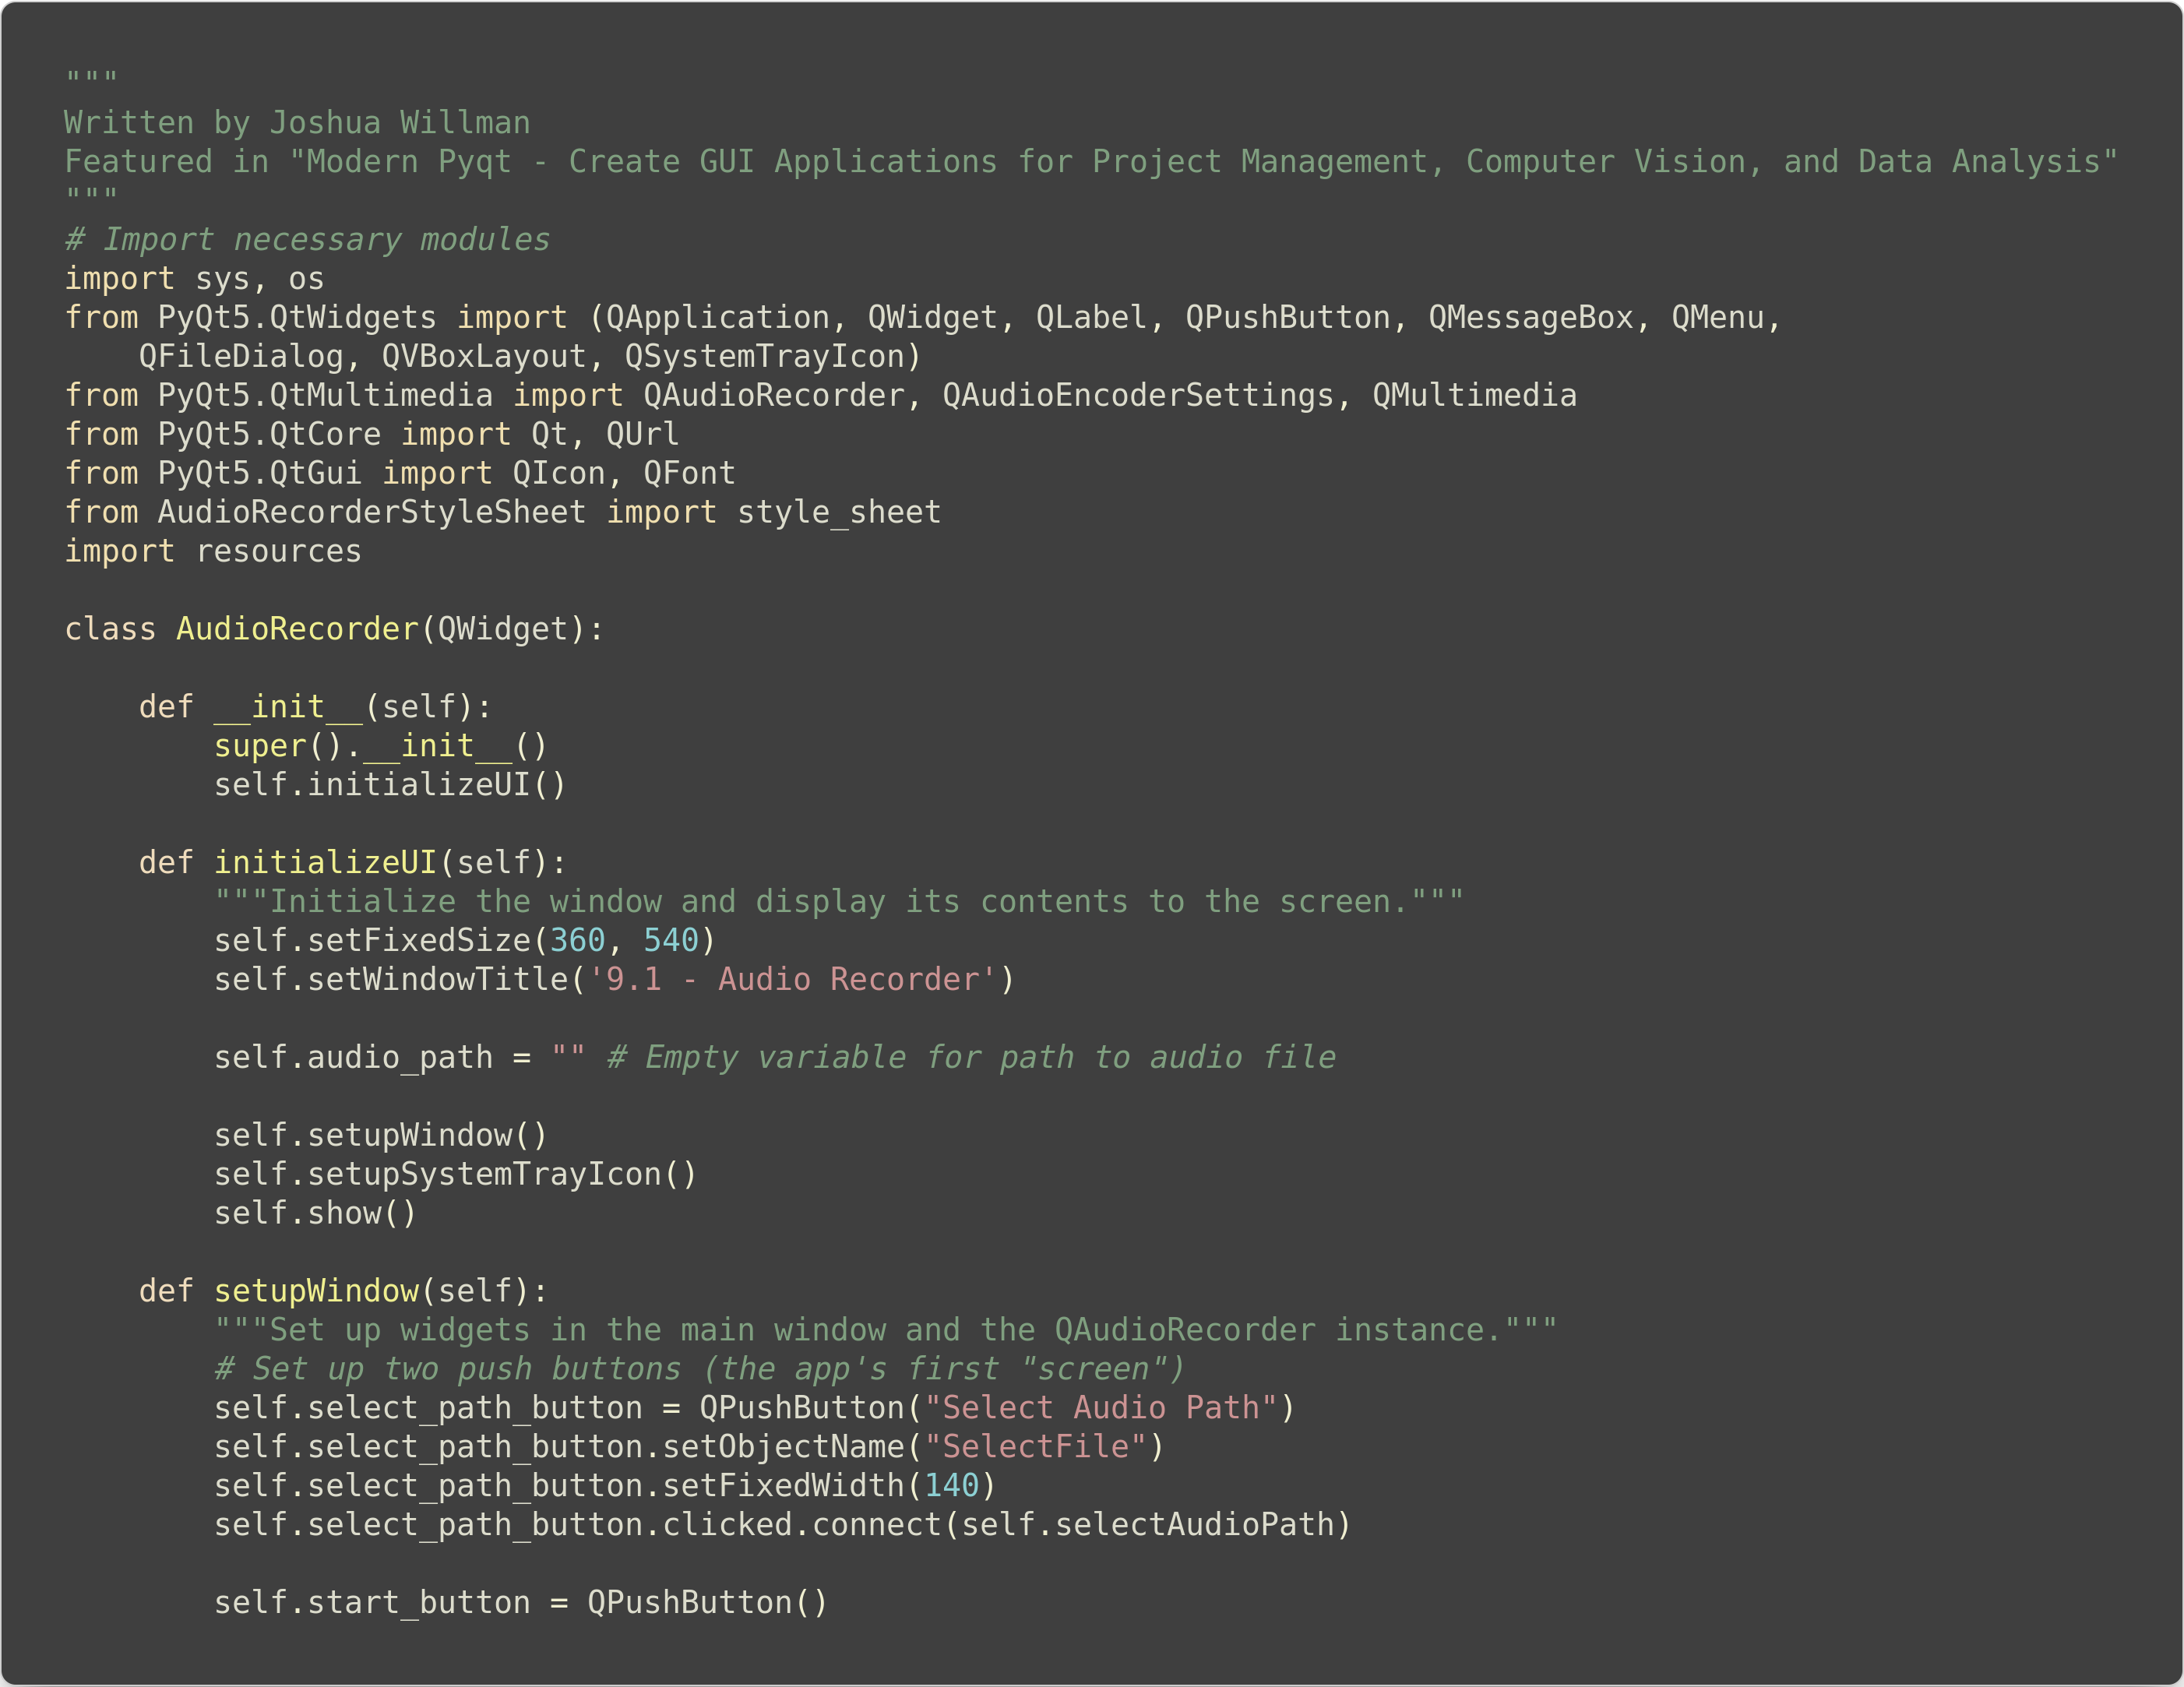 """
Written by Joshua Willman
Featured in "Modern Pyqt - Create GUI Applications for Project Management, Computer Vision, and Data Analysis"
"""
# Import necessary modules
import sys, os
from PyQt5.QtWidgets import (QApplication, QWidget, QLabel, QPushButton, QMessageBox, QMenu,
    QFileDialog, QVBoxLayout, QSystemTrayIcon)
from PyQt5.QtMultimedia import QAudioRecorder, QAudioEncoderSettings, QMultimedia
from PyQt5.QtCore import Qt, QUrl
from PyQt5.QtGui import QIcon, QFont
from AudioRecorderStyleSheet import style_sheet
import resources

class AudioRecorder(QWidget):

    def __init__(self):
        super().__init__()
        self.initializeUI()

    def initializeUI(self):
        """Initialize the window and display its contents to the screen."""
        self.setFixedSize(360, 540)
        self.setWindowTitle('9.1 - Audio Recorder')

        self.audio_path = "" # Empty variable for path to audio file

        self.setupWindow()
        self.setupSystemTrayIcon()
        self.show()

    def setupWindow(self):
        """Set up widgets in the main window and the QAudioRecorder instance."""
        # Set up two push buttons (the app's first "screen")
        self.select_path_button = QPushButton("Select Audio Path")
        self.select_path_button.setObjectName("SelectFile")
        self.select_path_button.setFixedWidth(140)
        self.select_path_button.clicked.connect(self.selectAudioPath)

        self.start_button = QPushButton()